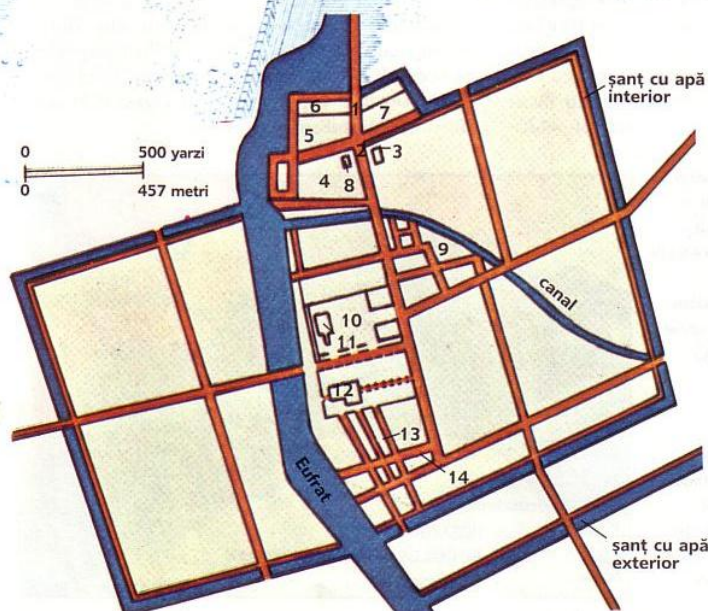 șanț cu apă
interior
6
1
7
5
2
3
0
500 yarzi
0
457 metri
4
8
9
canal
10
11
12
13
14
Eufrat
șanț cu apă
exterior